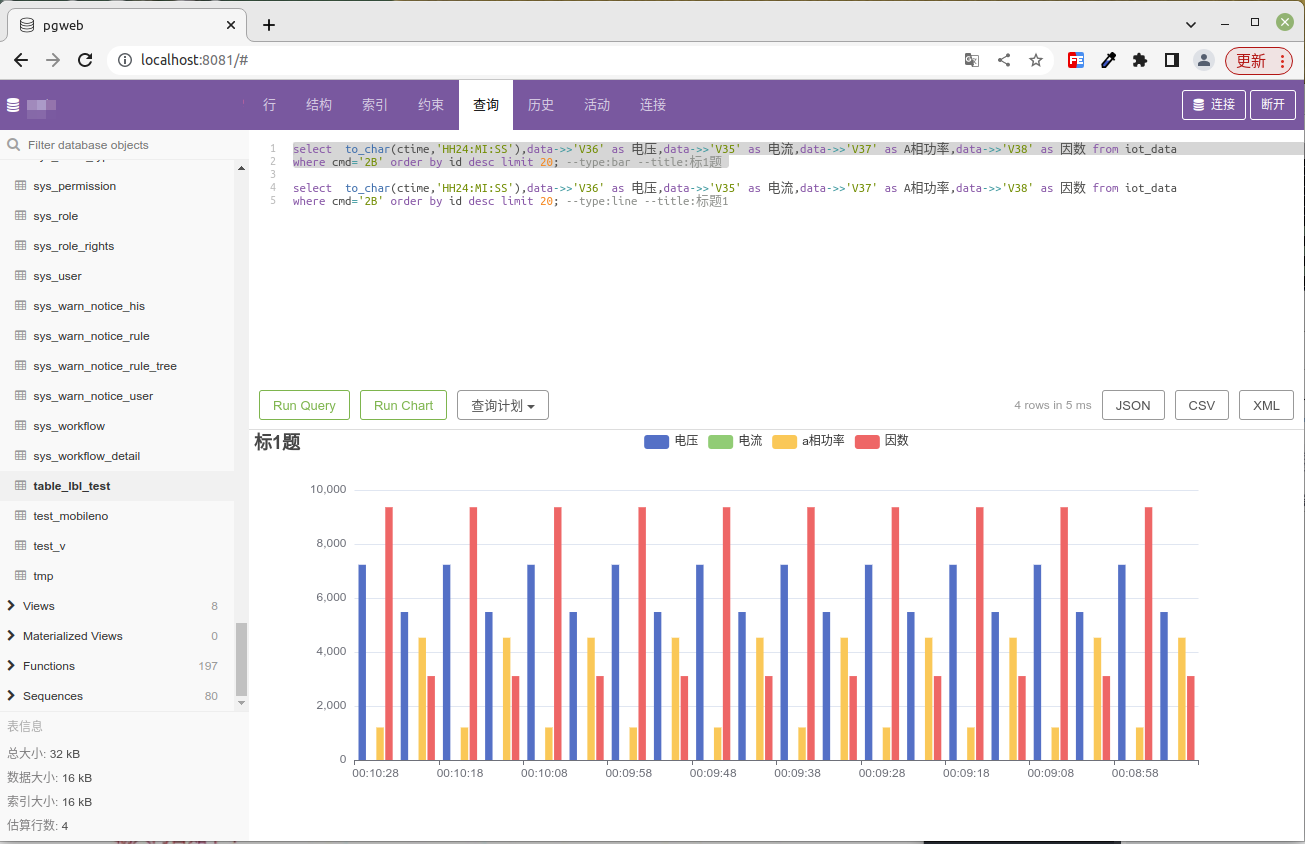 pgweb
localhost:8081/#
更新
行 结构 索引 约束 查询 历史 活动 连接
连接 断开
Filter database objects
sys_permission
sys_role
sys_role_rights
sys_user
sys_warn_notice_his
sys_warn_notice_rule
sys_warn_notice_rule_tree
sys_warn_notice_user
sys_workflow
sys_workflow_detail
table_lbl_test
test_mobileno
test_v
tmp
Views 8
Materialized Views 0
Functions 197
Sequences 80
表信息
总大小: 32 kB
数据大小: 16 kB
索引大小: 16 kB
估算行数: 4
1 select  to_char(ctime,'HH24:MI:SS'),data->>'V36' as 电压,data->>'V35' as 电流,data->>'V37' as A相功率,data->>'V38' as 因数 from iot_data
2 where cmd='2B' order by id desc limit 20; --type:bar --title:标1题
3
4 select  to_char(ctime,'HH24:MI:SS'),data->>'V36' as 电压,data->>'V35' as 电流,data->>'V37' as A相功率,data->>'V38' as 因数 from iot_data
5 where cmd='2B' order by id desc limit 20; --type:line --title:标题1
Run Query Run Chart 查询计划 4 rows in 5 ms JSON CSV XML
标1题
电压 电流 a相功率 因数
10,000
8,000
6,000
4,000
2,000
0
00:10:28 00:10:18 00:10:08 00:09:58 00:09:48 00:09:38 00:09:28 00:09:18 00:09:08 00:08:58